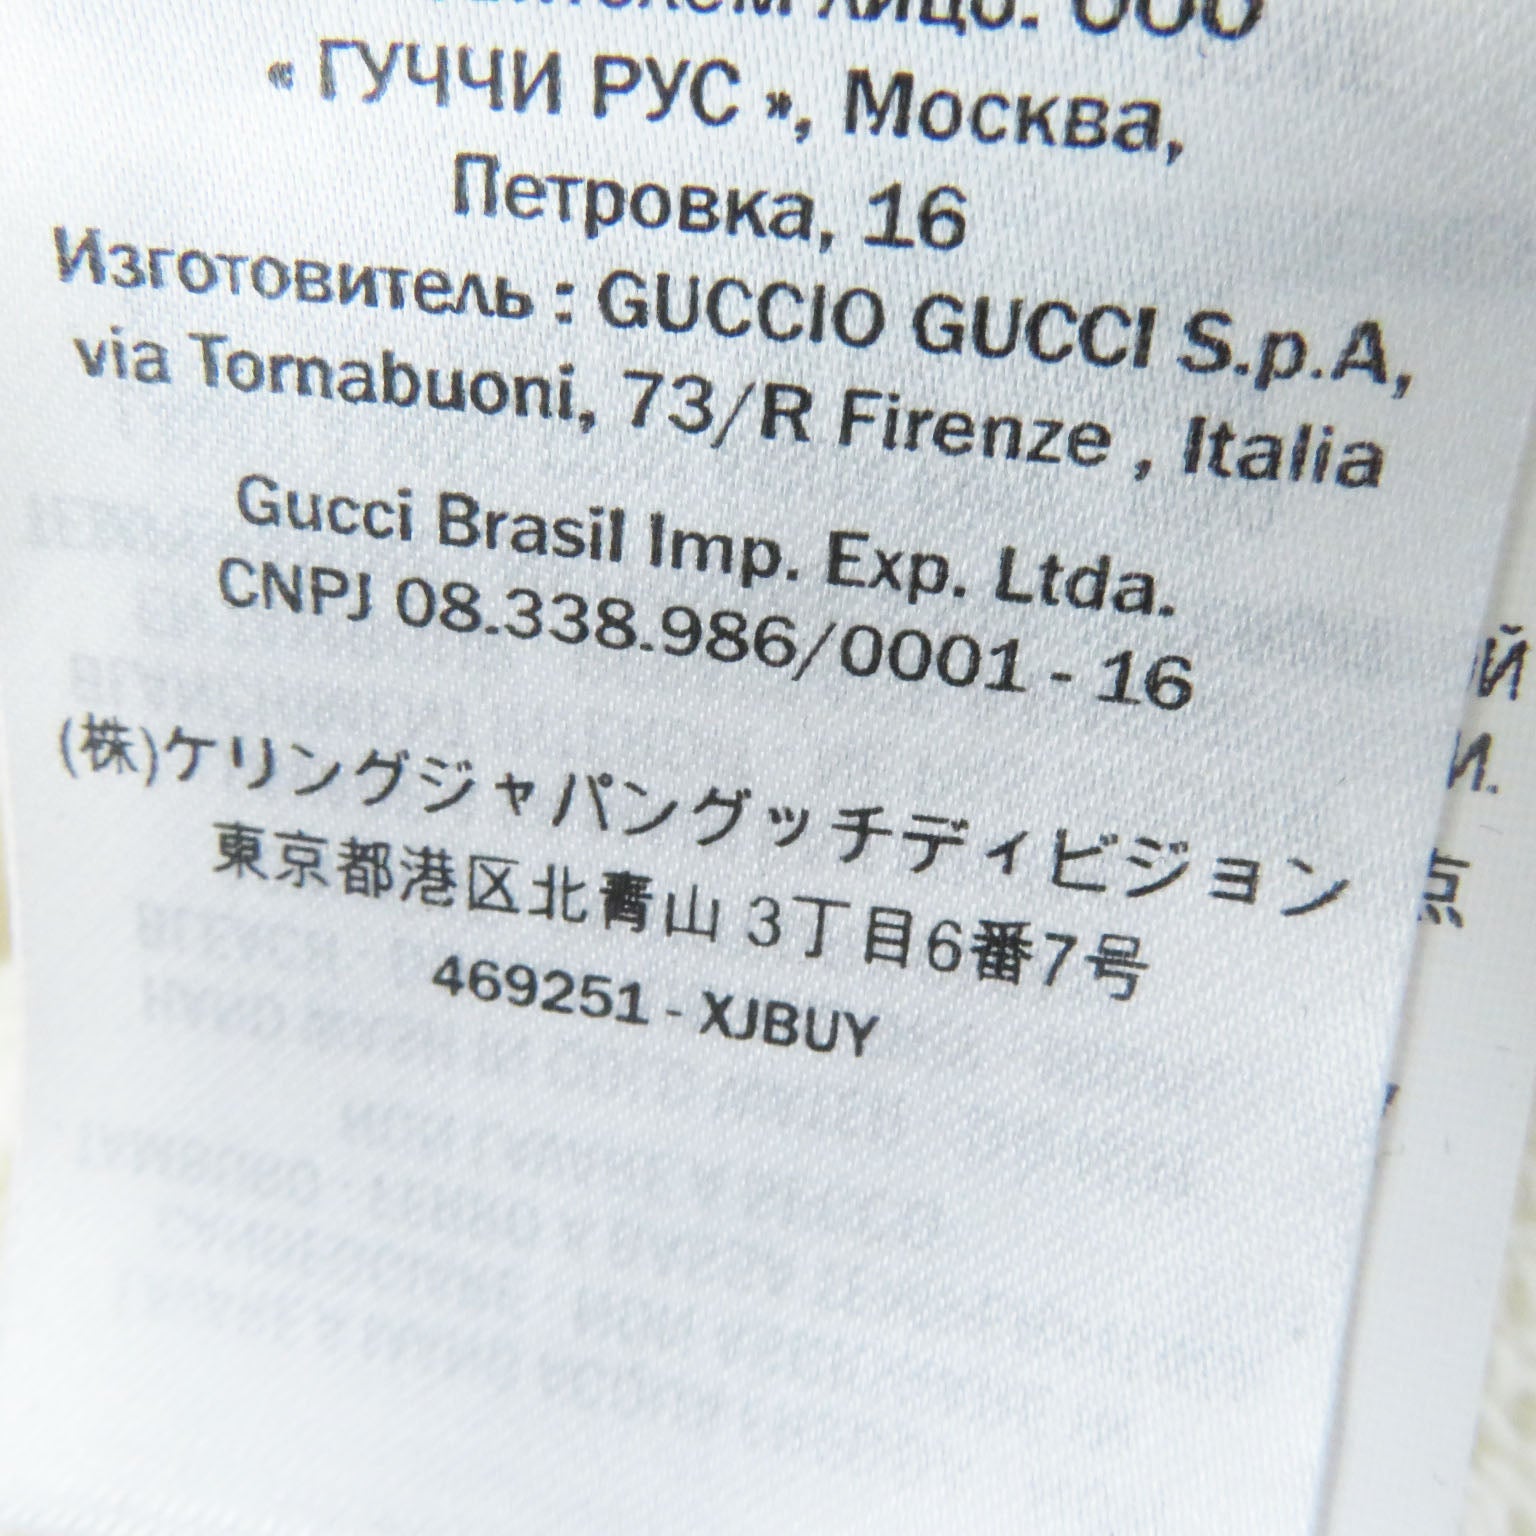 лицо: ООО
« ГУЧЧИ РУС », Москва,
Петровка, 16
Изготовитель : GUCCIO GUCCI S.p.A,
via Tornabuoni, 73/R Firenze , Italia
Gucci Brasil Imp. Exp. Ltda.
CNPJ 08.338.986/0001 - 16
(株)ケリングジャパングッチディビジョン
東京都港区北青山 3丁目6番7号
469251 - XJBUY